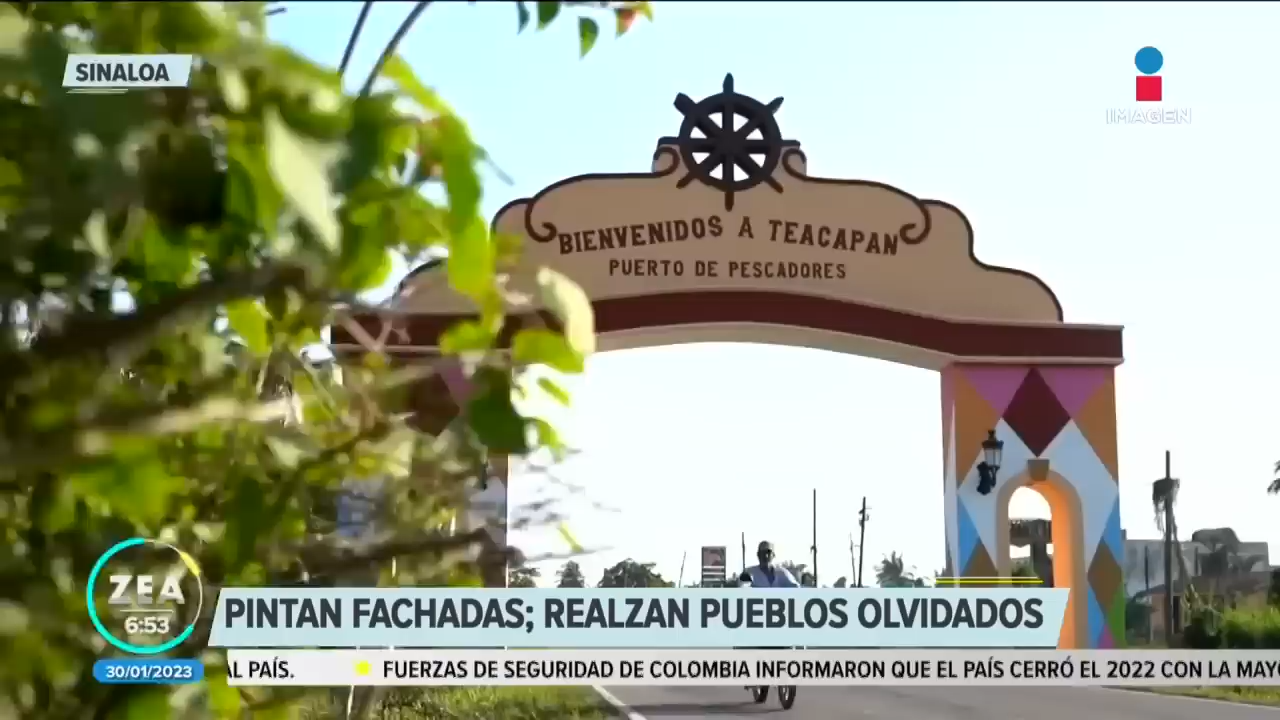 SINALOA
IMAGEN
BIENVENIDOS A TEACAPAN
PUERTO DE PESCADORES
ZEA
6:53
PINTAN FACHADAS; REALZAN PUEBLOS OLVIDADOS
30/01/2023
AL PAÍS. FUERZAS DE SEGURIDAD DE COLOMBIA INFORMARON QUE EL PAÍS CERRÓ EL 2022 CON LA MAYO